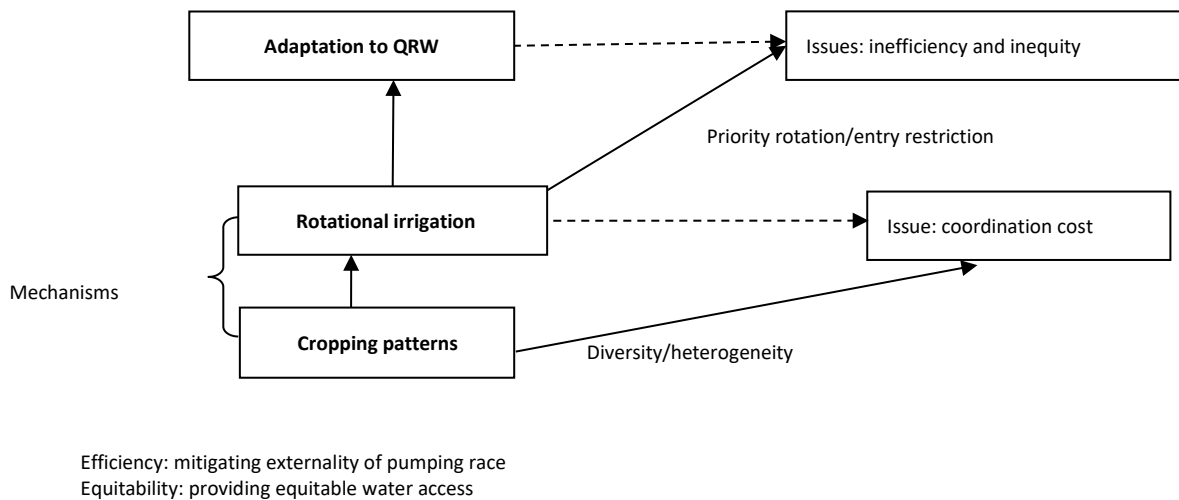 Adaptation to QRW
Issues: inefficiency and inequity
Priority rotation/entry restriction
Rotational irrigation
Issue: coordination cost
Mechanisms
Cropping patterns
Diversity/heterogeneity
Efficiency: mitigating externality of pumping race
Equitability: providing equitable water access